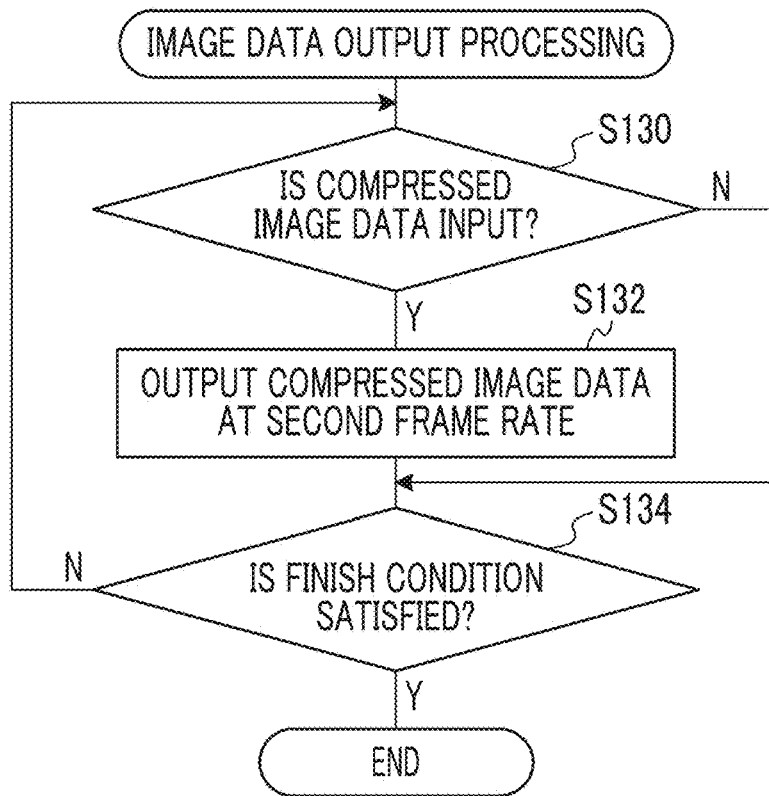 IMAGE DATA OUTPUT PROCESSING
S130
IS COMPRESSED
IMAGE DATA INPUT?
N
Y
S132
OUTPUT COMPRESSED IMAGE DATA
AT SECOND FRAME RATE
S134
N
IS FINISH CONDITION
SATISFIED?
Y
END